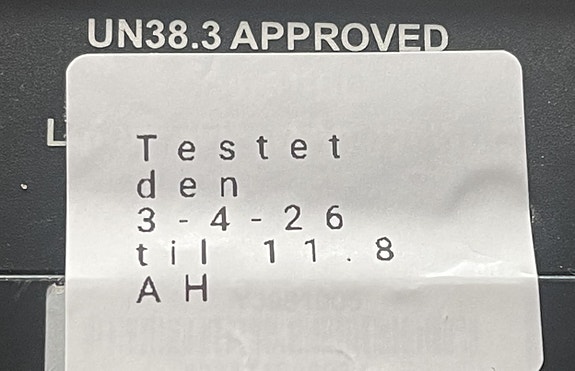 UN38.3 APPROVED
L
Testet
den
3-4-26
til 11.8
AH